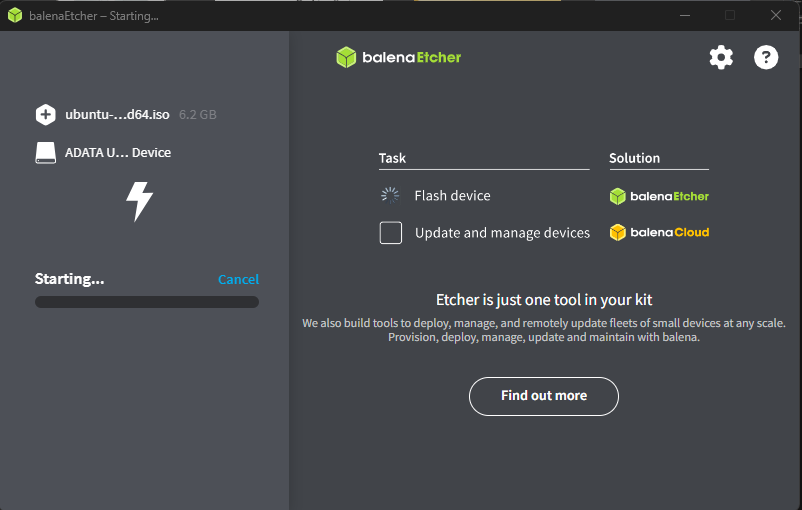 balenaEtcher – Starting...
balenaEtcher
ubuntu-...d64.iso 6.2 GB
ADATA U... Device
Starting... Cancel
Task Solution
Flash device balenaEtcher
Update and manage devices balenaCloud
Etcher is just one tool in your kit
We also build tools to deploy, manage, and remotely update fleets of small devices at any scale.
Provision, deploy, manage, update and maintain with balena.
Find out more